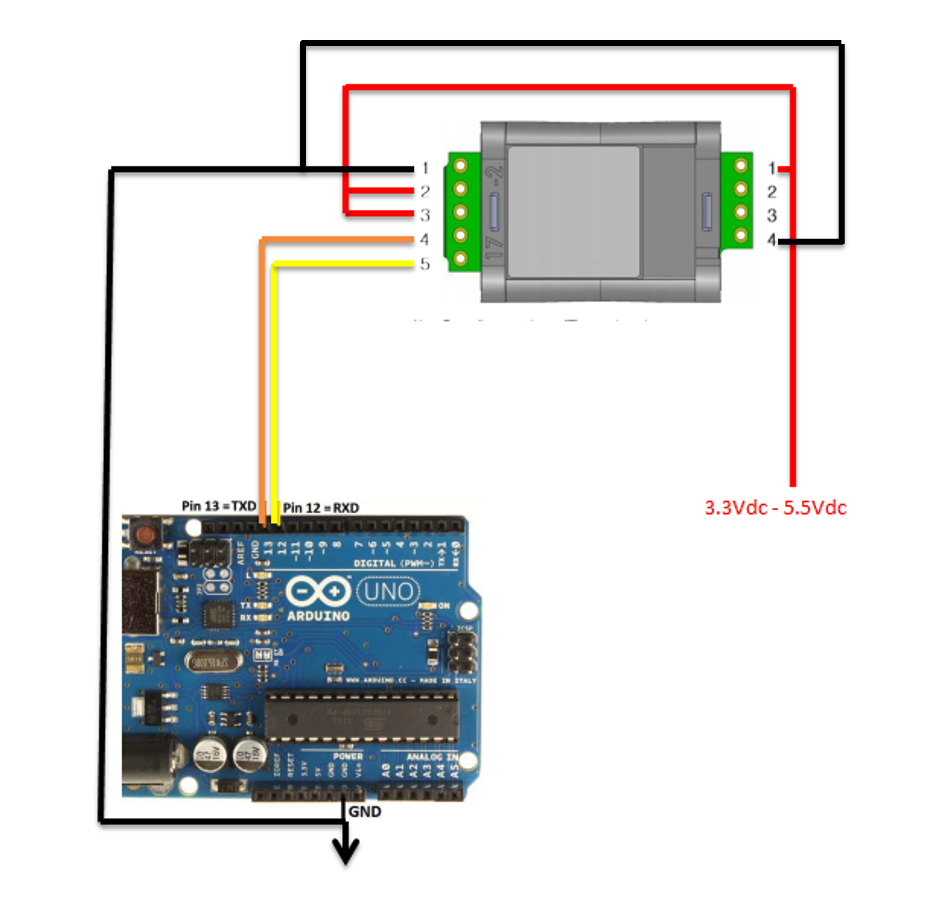 1
2
3
4
5
1
2
3
4
-2
17
3.3Vdc - 5.5Vdc
Pin 13 = TXD
Pin 12 = RXD
AREF
GND
13
12
~11
~10
~9
8
7
~6
~5
4
~3
2
TX→1
RX←0
DIGITAL (PWM~)
L
TX
RX
ARDUINO
UNO
ON
ICSP
WWW.ARDUINO.CC - MADE IN ITALY
POWER
ANALOG IN
IOREF
RESET
3.3V
5V
GND
GND
Vin
A0
A1
A2
A3
A4
A5
GND